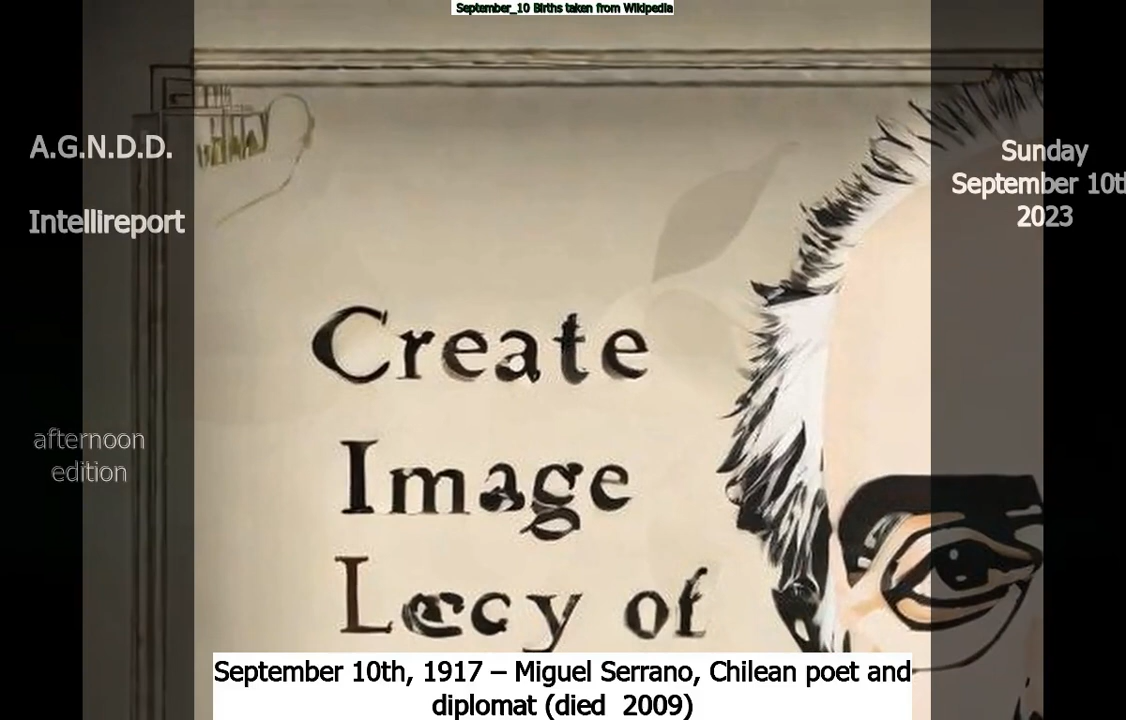 September_10 Births taken from Wikipedia
A.G.N.D.D.
Intellireport
Sunday
September 10th
2023
afternoon
edition
Create
Image
Lecy of
September 10th, 1917 – Miguel Serrano, Chilean poet and
diplomat (died 2009)